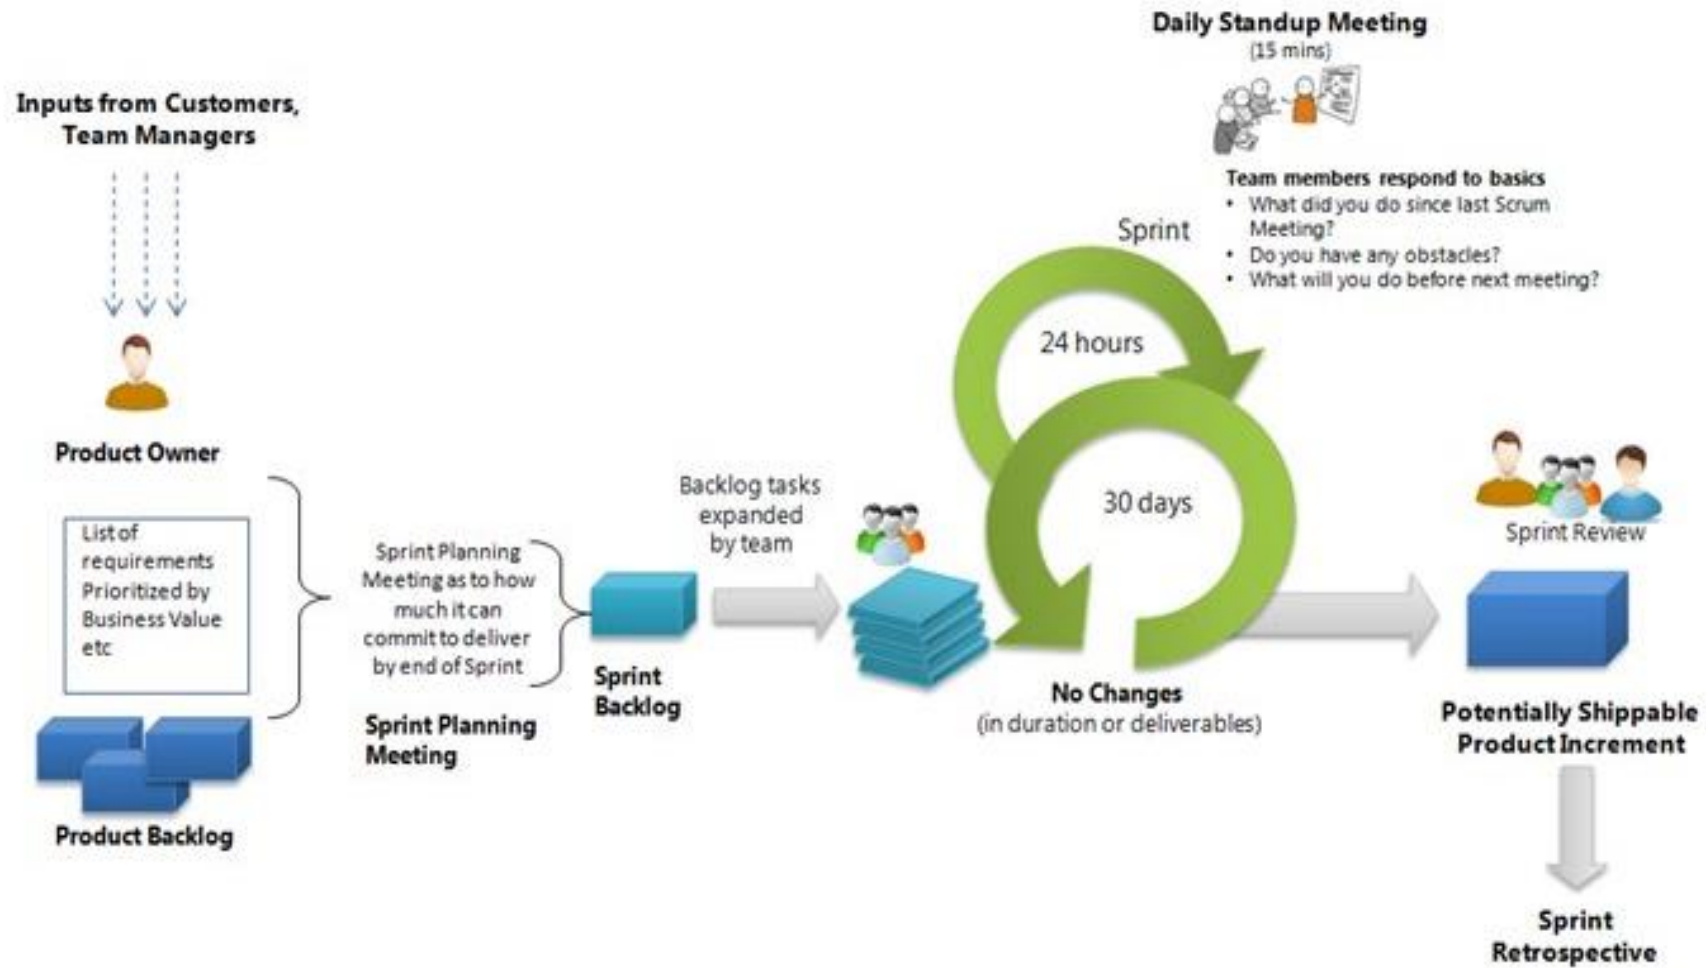 Daily Standup Meeting
(15 mins)
Inputs from Customers,
Team Managers
Team members respond to basics
• What did you do since last Scrum
Meeting?
• Do you have any obstacles?
• What will you do before next meeting?
Sprint
24 hours
30 days
Product Owner
List of
requirements
Prioritized by
Business Value
etc
Product Backlog
Sprint Planning
Meeting as to how
much it can
commit to deliver
by end of Sprint
Sprint Planning
Meeting
Backlog tasks
expanded
by team
Sprint
Backlog
No Changes
(in duration or deliverables)
Sprint Review
Potentially Shippable
Product Increment
Sprint
Retrospective